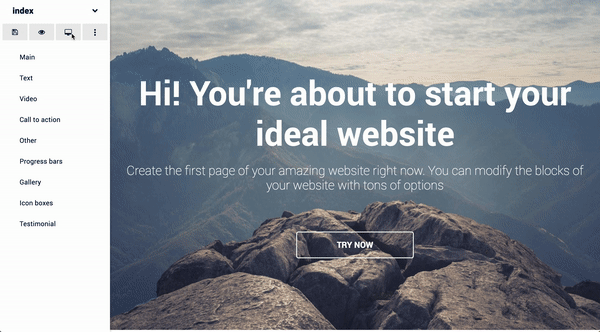 index
Main
Text
Video
Call to action
Other
Progress bars
Gallery
Icon boxes
Testimonial
Hi! You're about to start your
ideal website
Create the first page of your amazing website right now. You can modify the blocks of
your website with tons of options
TRY NOW